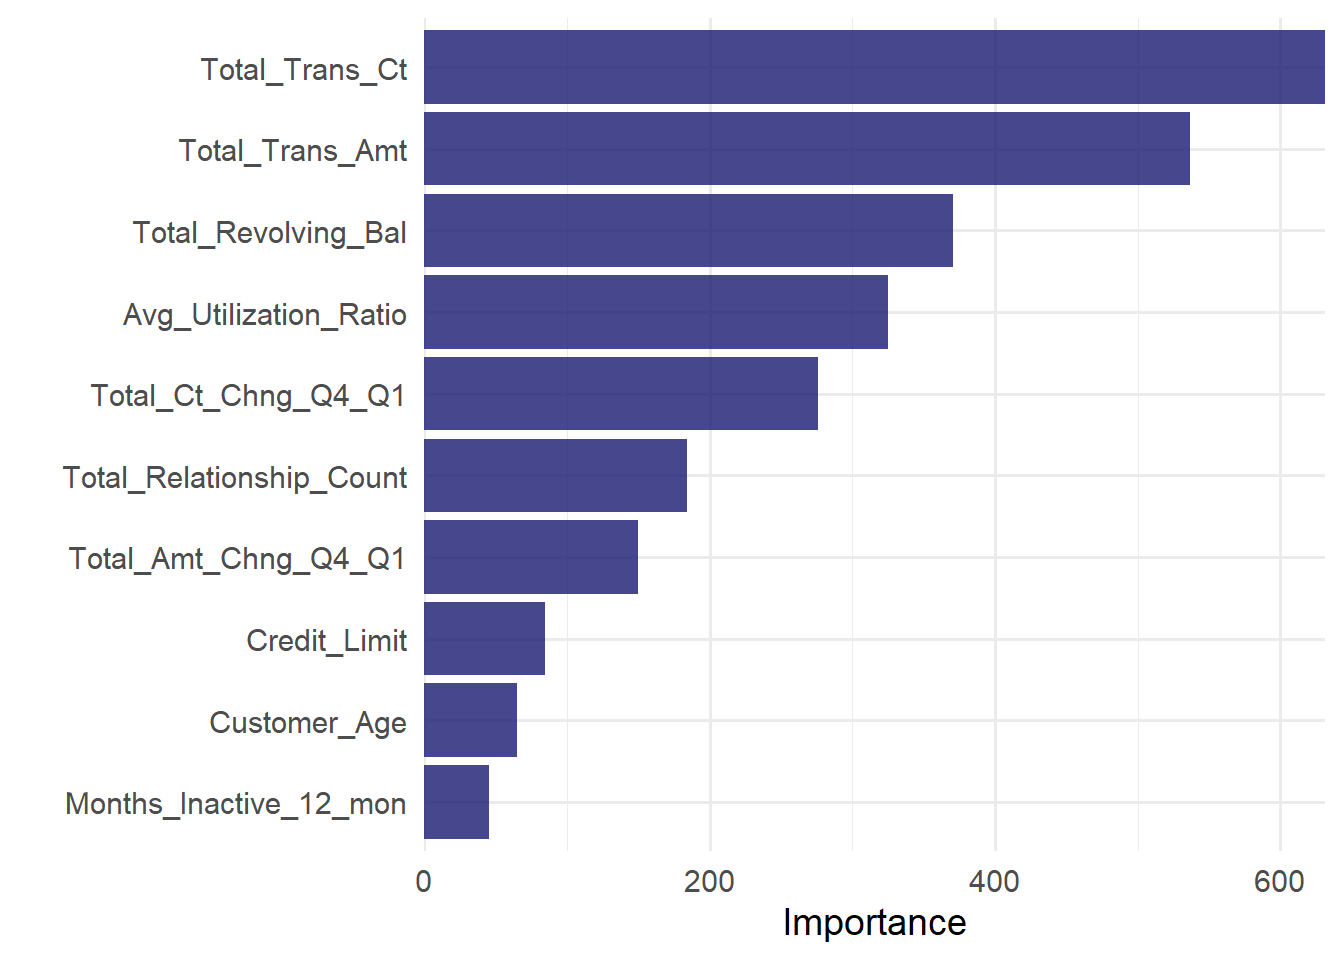 Total_Trans_Ct
Total_Trans_Amt
Total_Revolving_Bal
Avg_Utilization_Ratio
Total_Ct_Chng_Q4_Q1
Total_Relationship_Count
Total_Amt_Chng_Q4_Q1
Credit_Limit
Customer_Age
Months_Inactive_12_mon
0 200 400 600
Importance